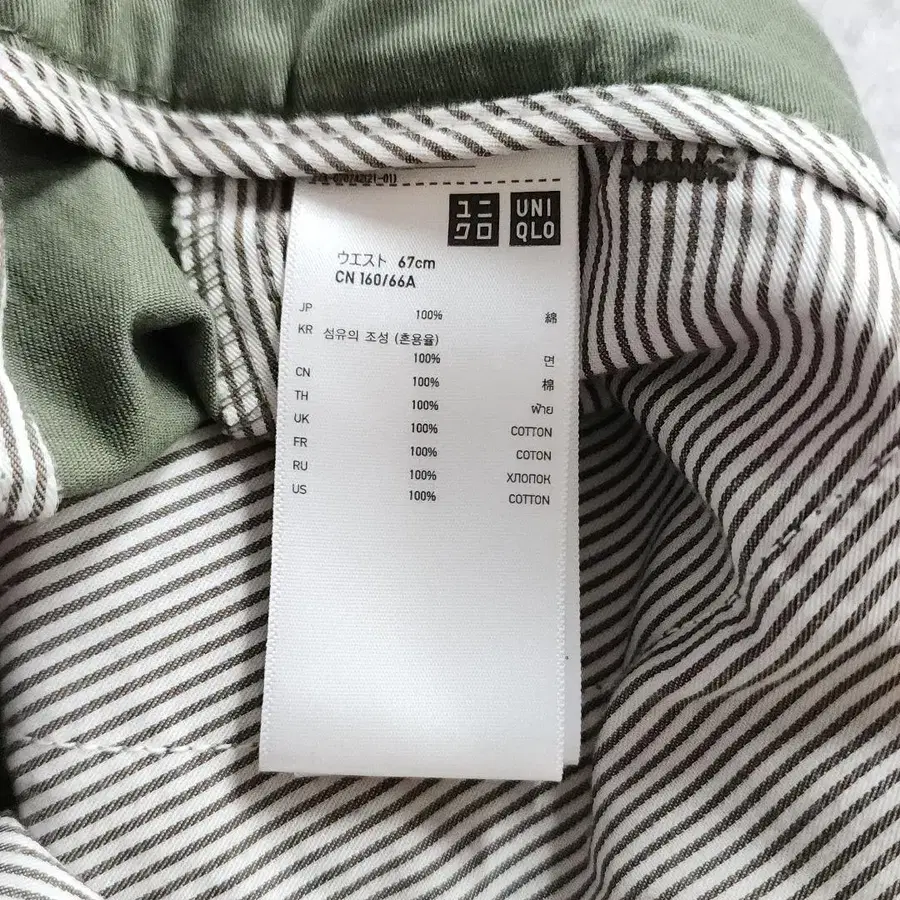 ユニ
クロ
UNI
QLO
ウエスト 67cm
CN 160/66A
JP 100% 綿
KR 섬유의 조성 (혼용율)
100% 면
CN 100% 棉
TH 100% ฝ้าย
UK 100% COTTON
FR 100% COTON
RU 100% ХЛОПОК
US 100% COTTON